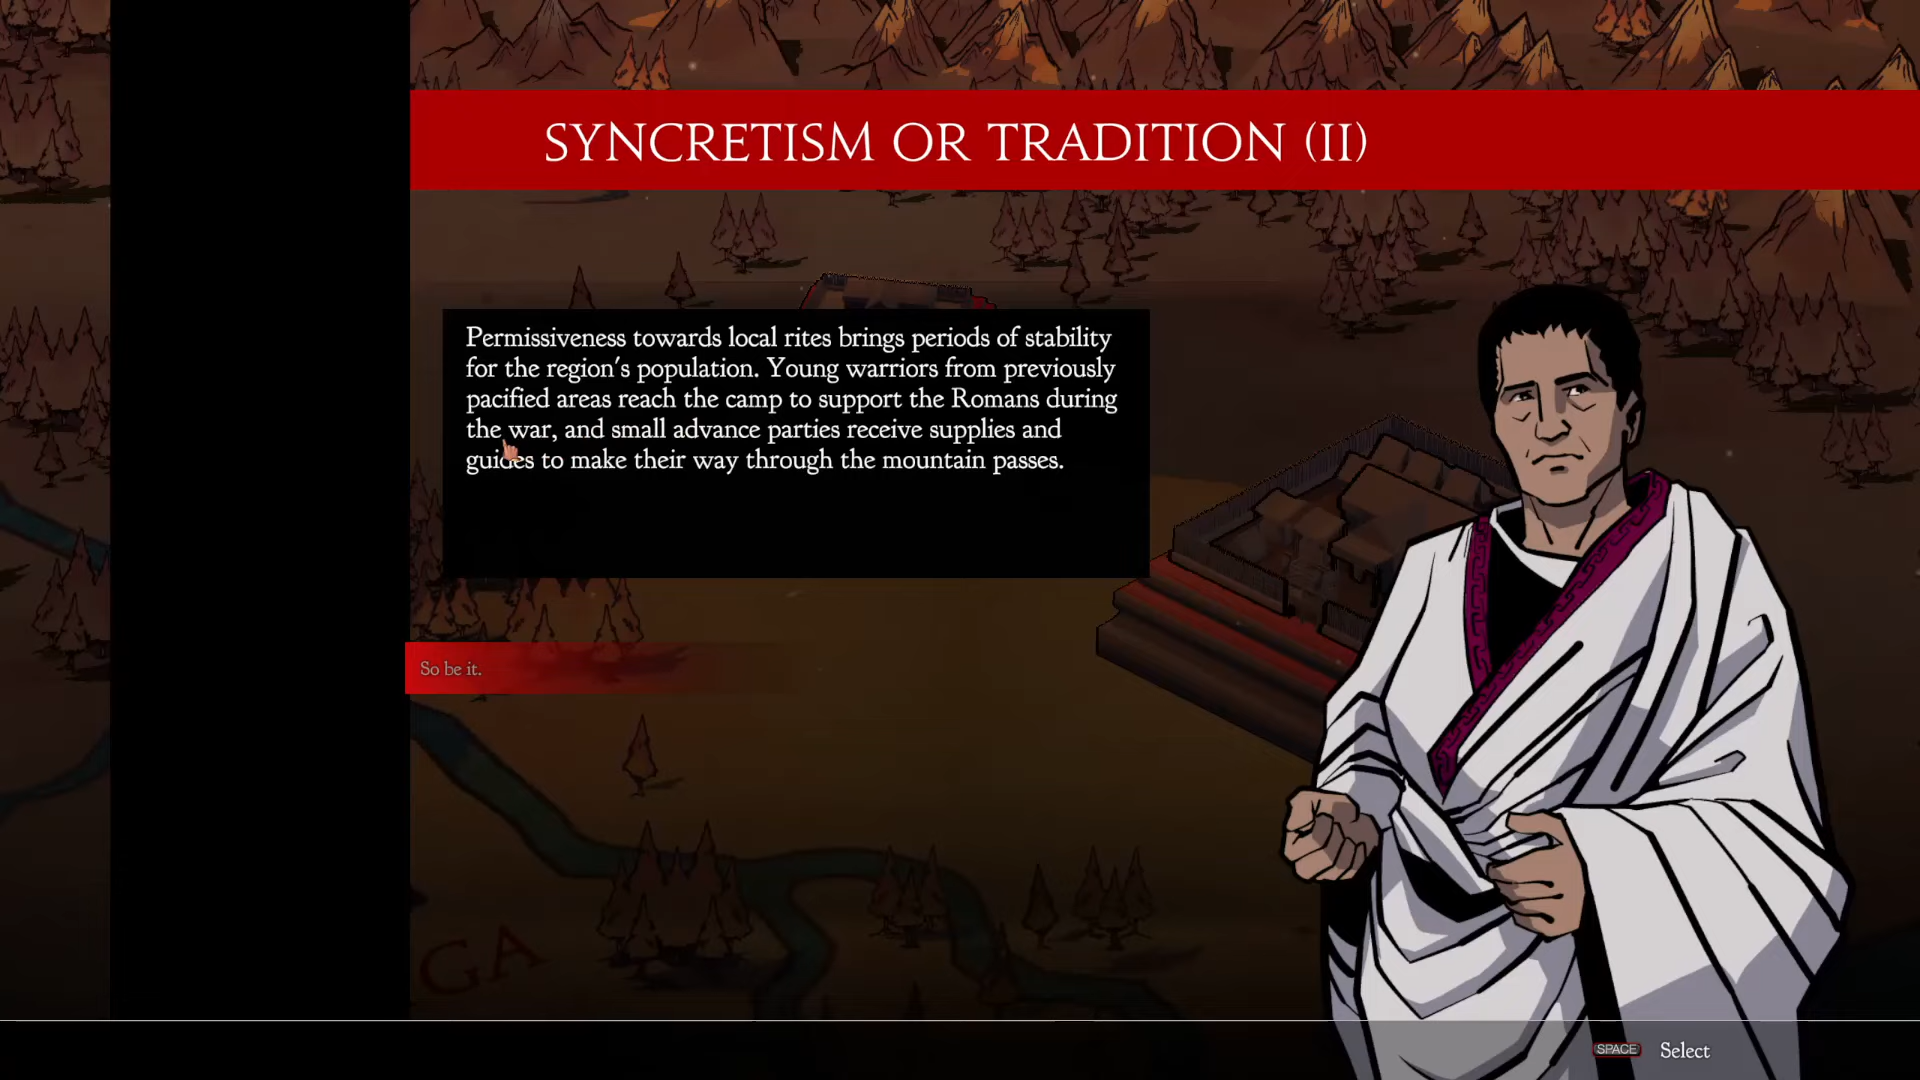 SYNCRETISM OR TRADITION (II)
Permissiveness towards local rites brings periods of stability
for the region's population. Young warriors from previously
pacified areas reach the camp to support the Romans during
the war, and small advance parties receive supplies and
guides to make their way through the mountain passes.
So be it.
GA
SPACE Select